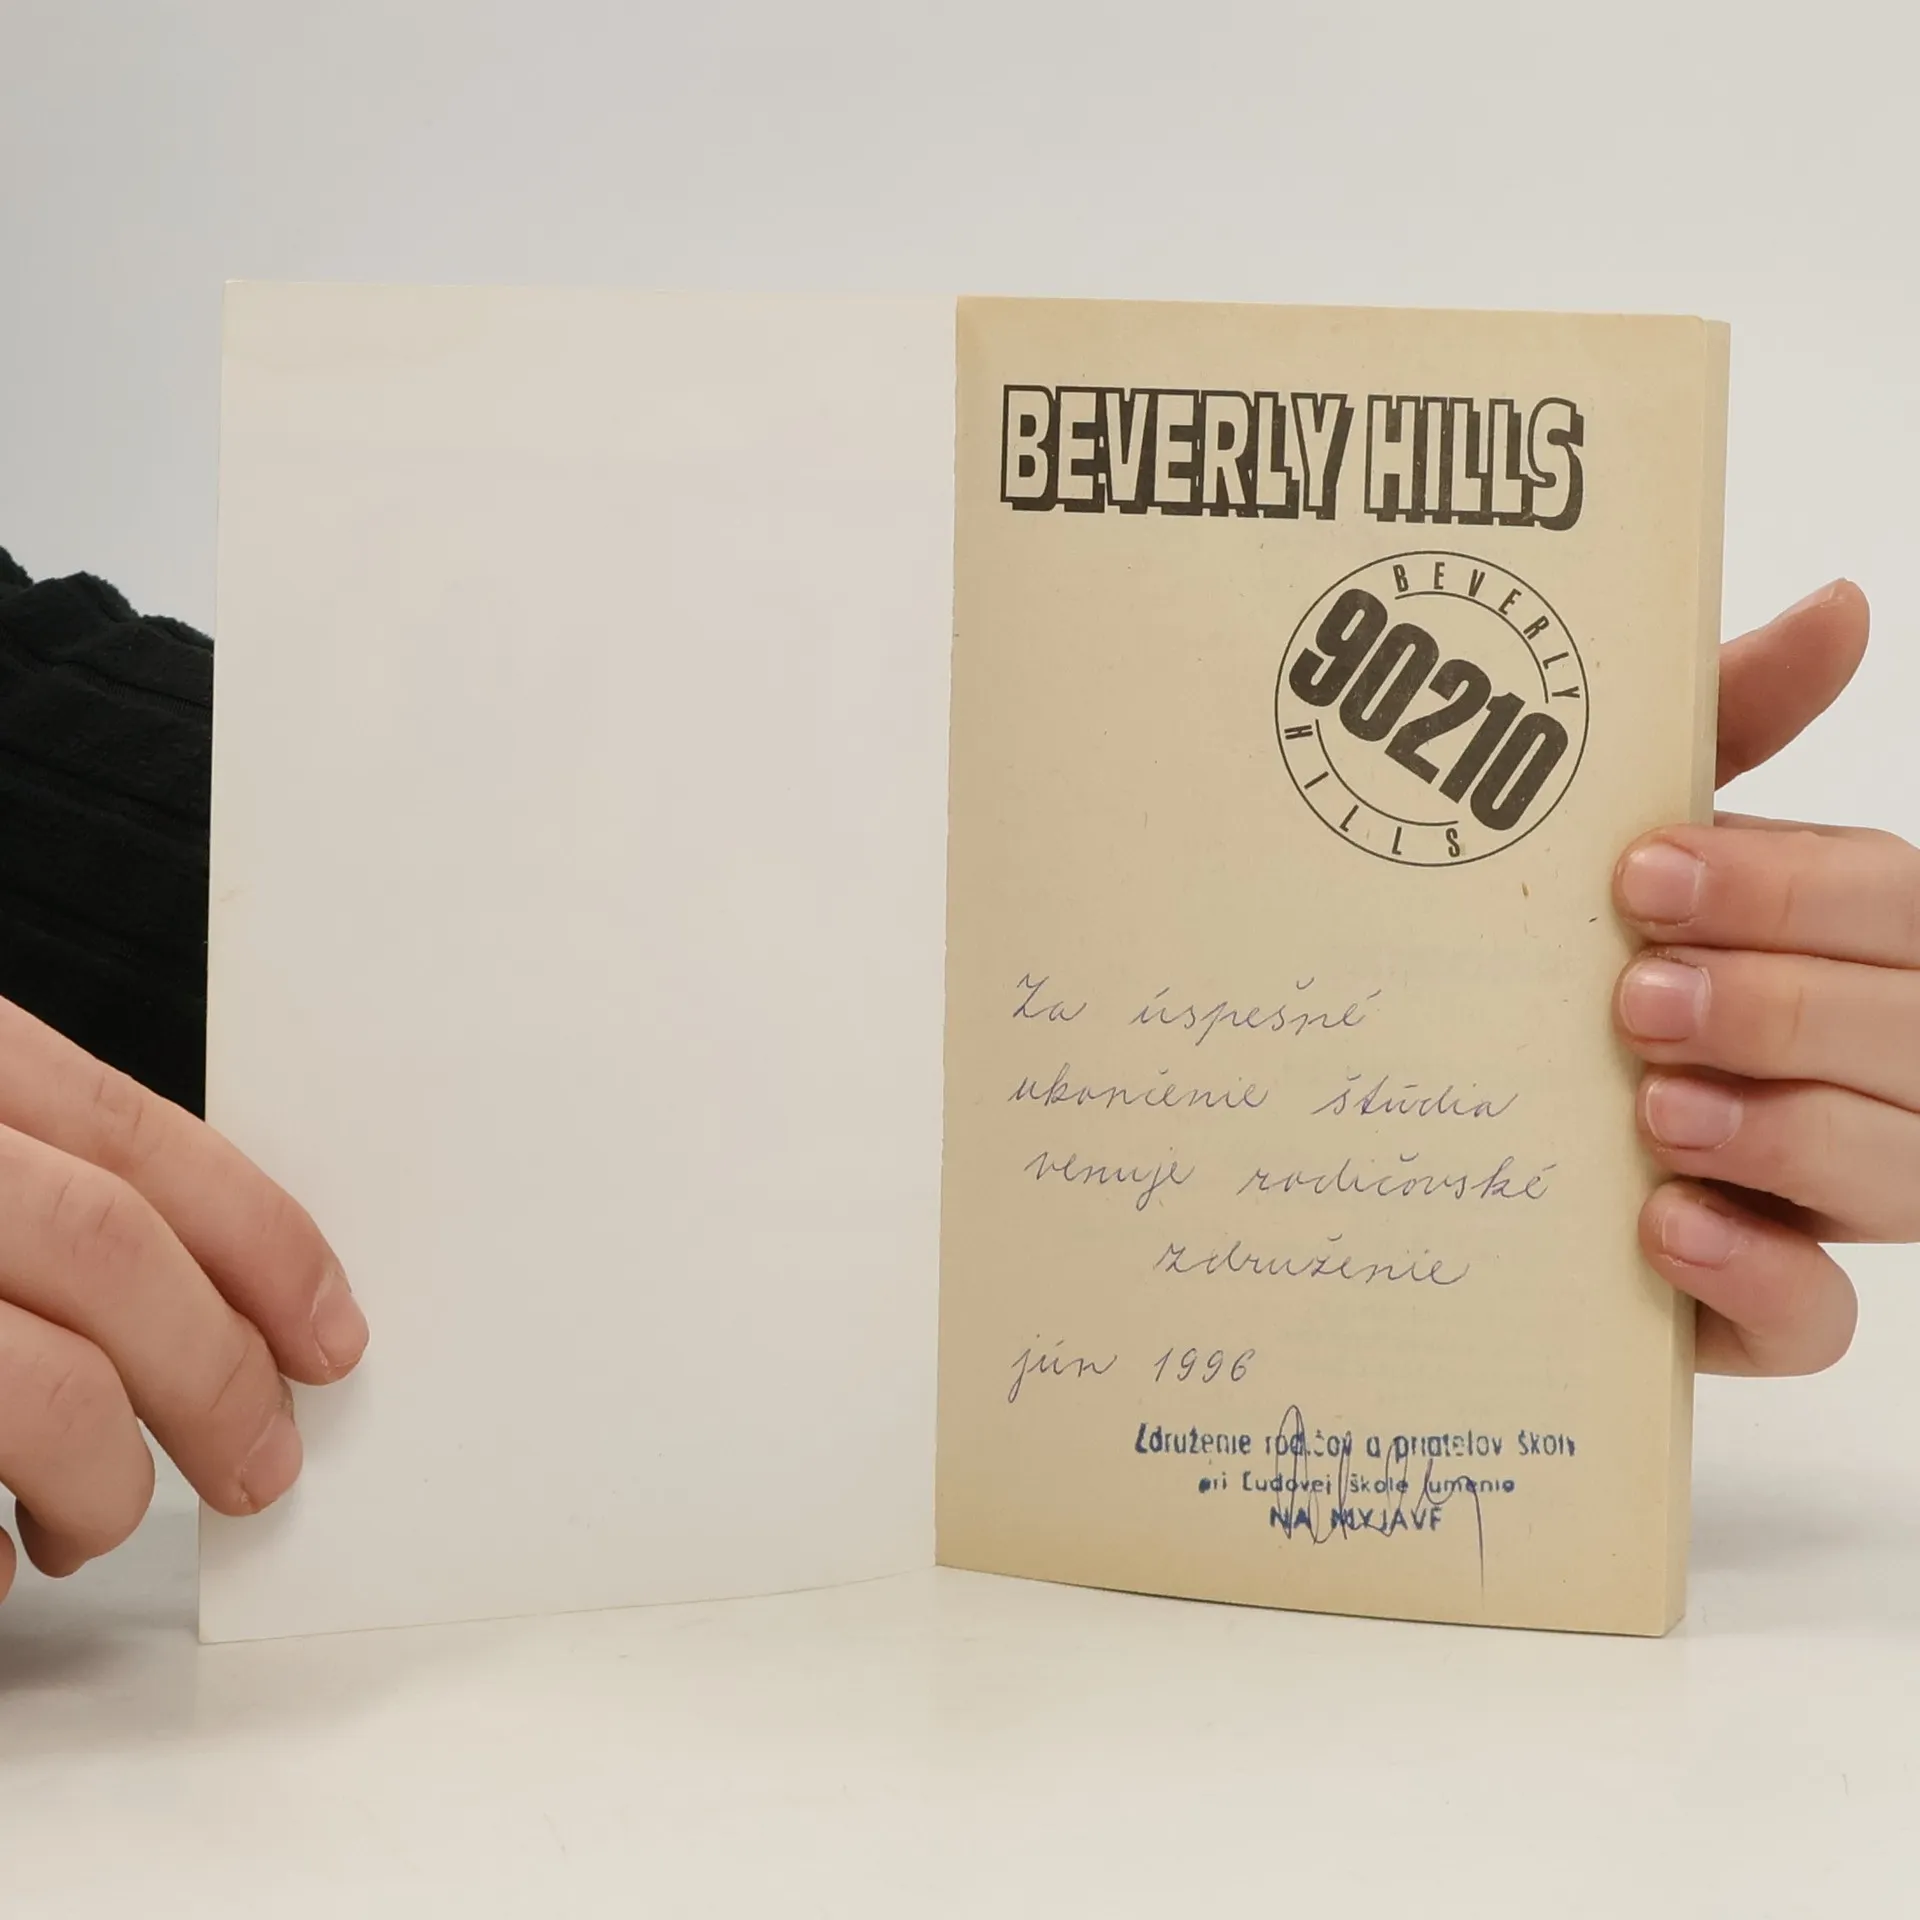 BEVERLY HILLS
BEVERLY
90210
HILLS
Za úspešné
ukončenie štúdia
venuje rodičovské
združenie
jún 1996
Združenie rodičov a priateľov školy
pri Ľudovej škole umenia
NA MYJAVE